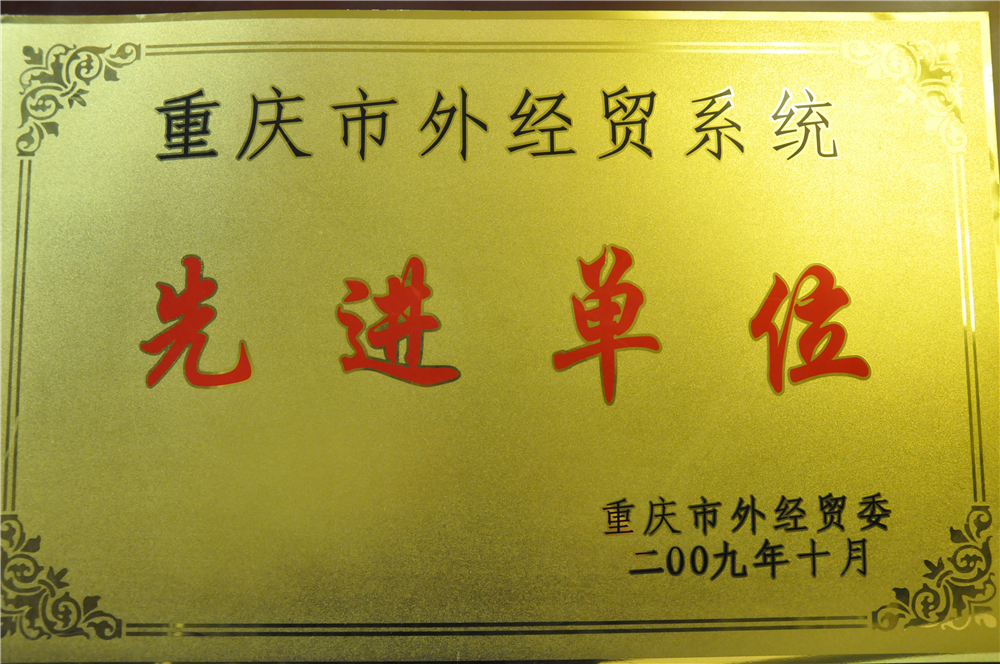 重庆市外经贸系统
先进单位
重庆市外经贸委
二00九年十月